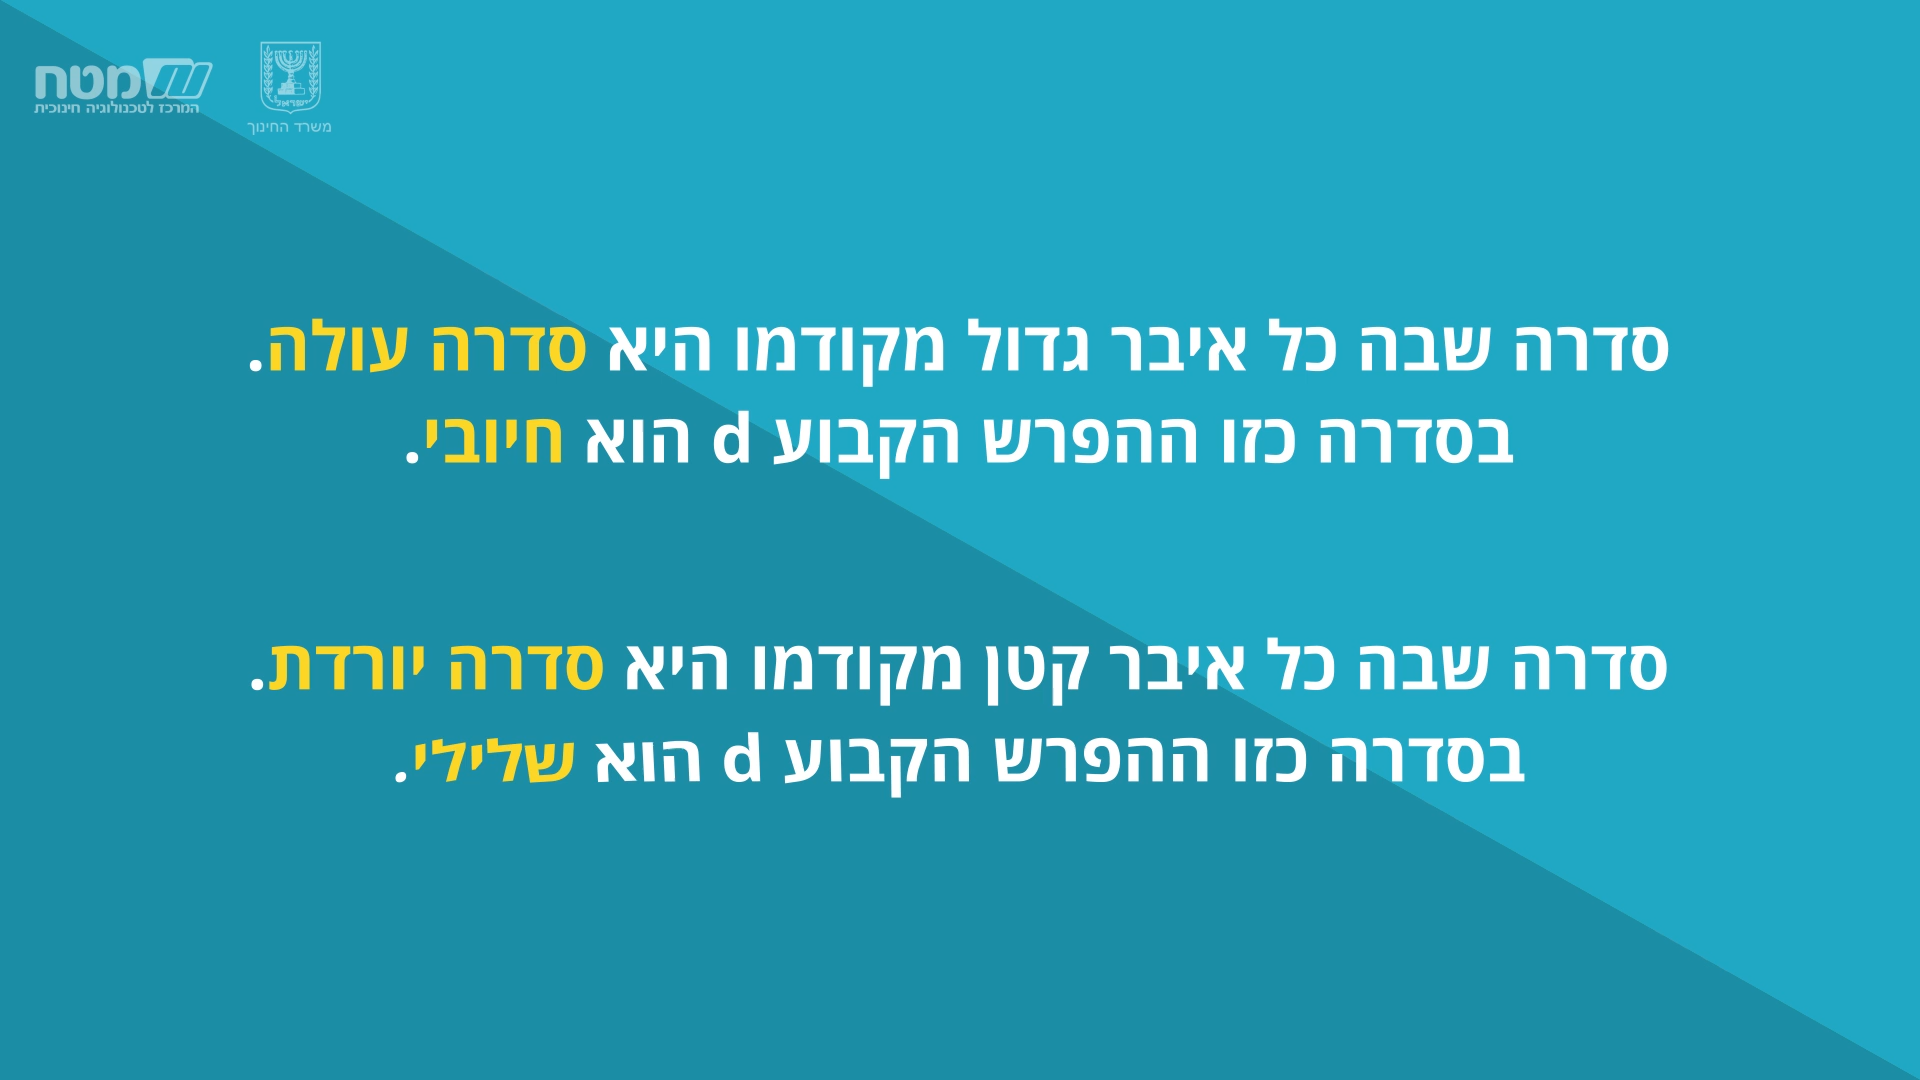 מטח
המרכז לטכנולוגיה חינוכית
ישראל
משרד החינוך
סדרה שבה כל איבר גדול מקודמו היא סדרה עולה.
בסדרה כזו ההפרש הקבוע d הוא חיובי.
סדרה שבה כל איבר קטן מקודמו היא סדרה יורדת.
בסדרה כזו ההפרש הקבוע d הוא שלילי.